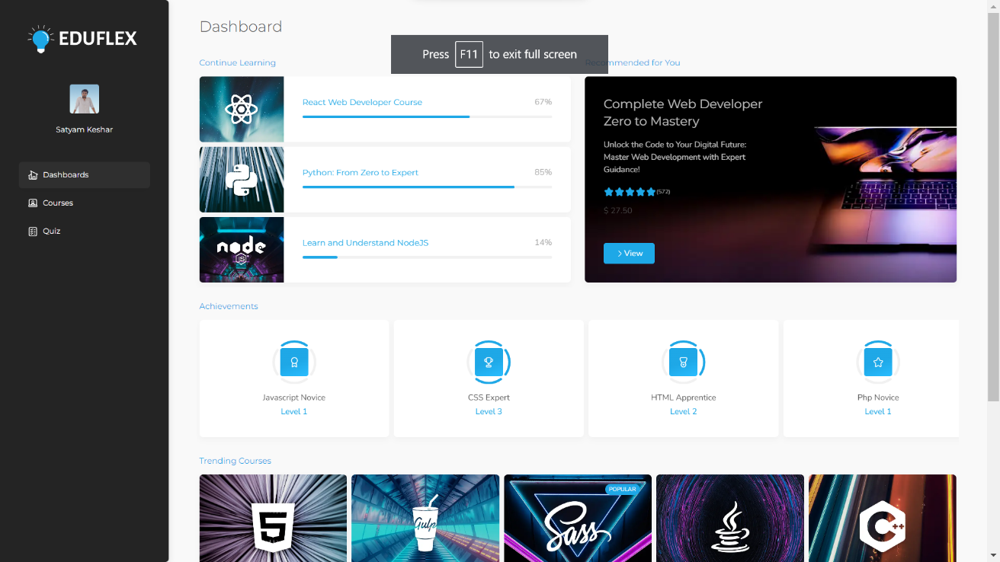 EDUFLEX
Satyam Keshar
Dashboards
Courses
Quiz
Dashboard
Press F11 to exit full screen
Continue Learning
React Web Developer Course 67%
Python: From Zero to Expert 85%
node
JS
Learn and Understand NodeJS 14%
Recommended for You
Complete Web Developer
Zero to Mastery
Unlock the Code to Your Digital Future:
Master Web Development with Expert
Guidance!
(572)
$ 27.50
View
Achievements
Javascript Novice
Level 1
CSS Expert
Level 3
HTML Apprentice
Level 2
Php Novice
Level 1
Trending Courses
5
Gulp
POPULAR
Sass
C++